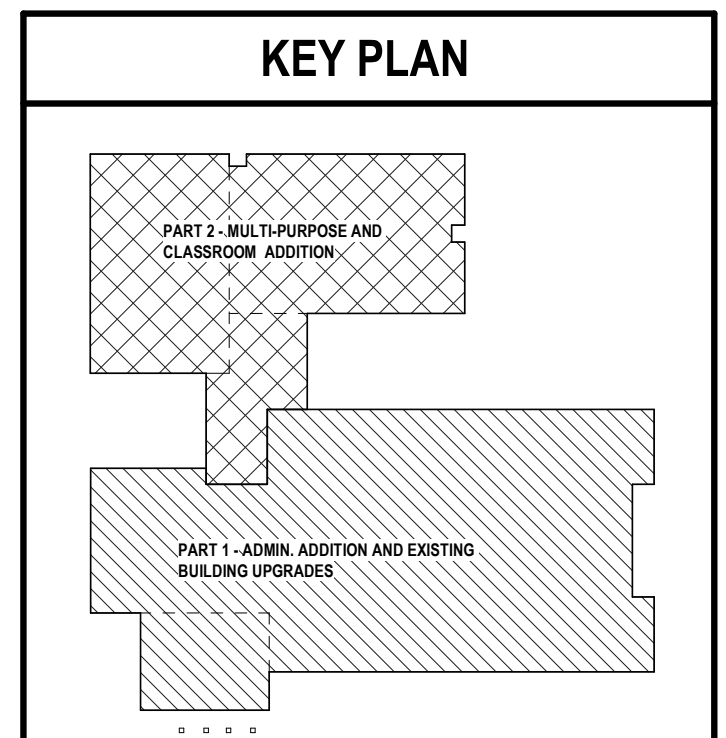 KEY PLAN
PART 2 - MULTI-PURPOSE AND
CLASSROOM ADDITION
PART 1 - ADMIN. ADDITION AND EXISTING
BUILDING UPGRADES